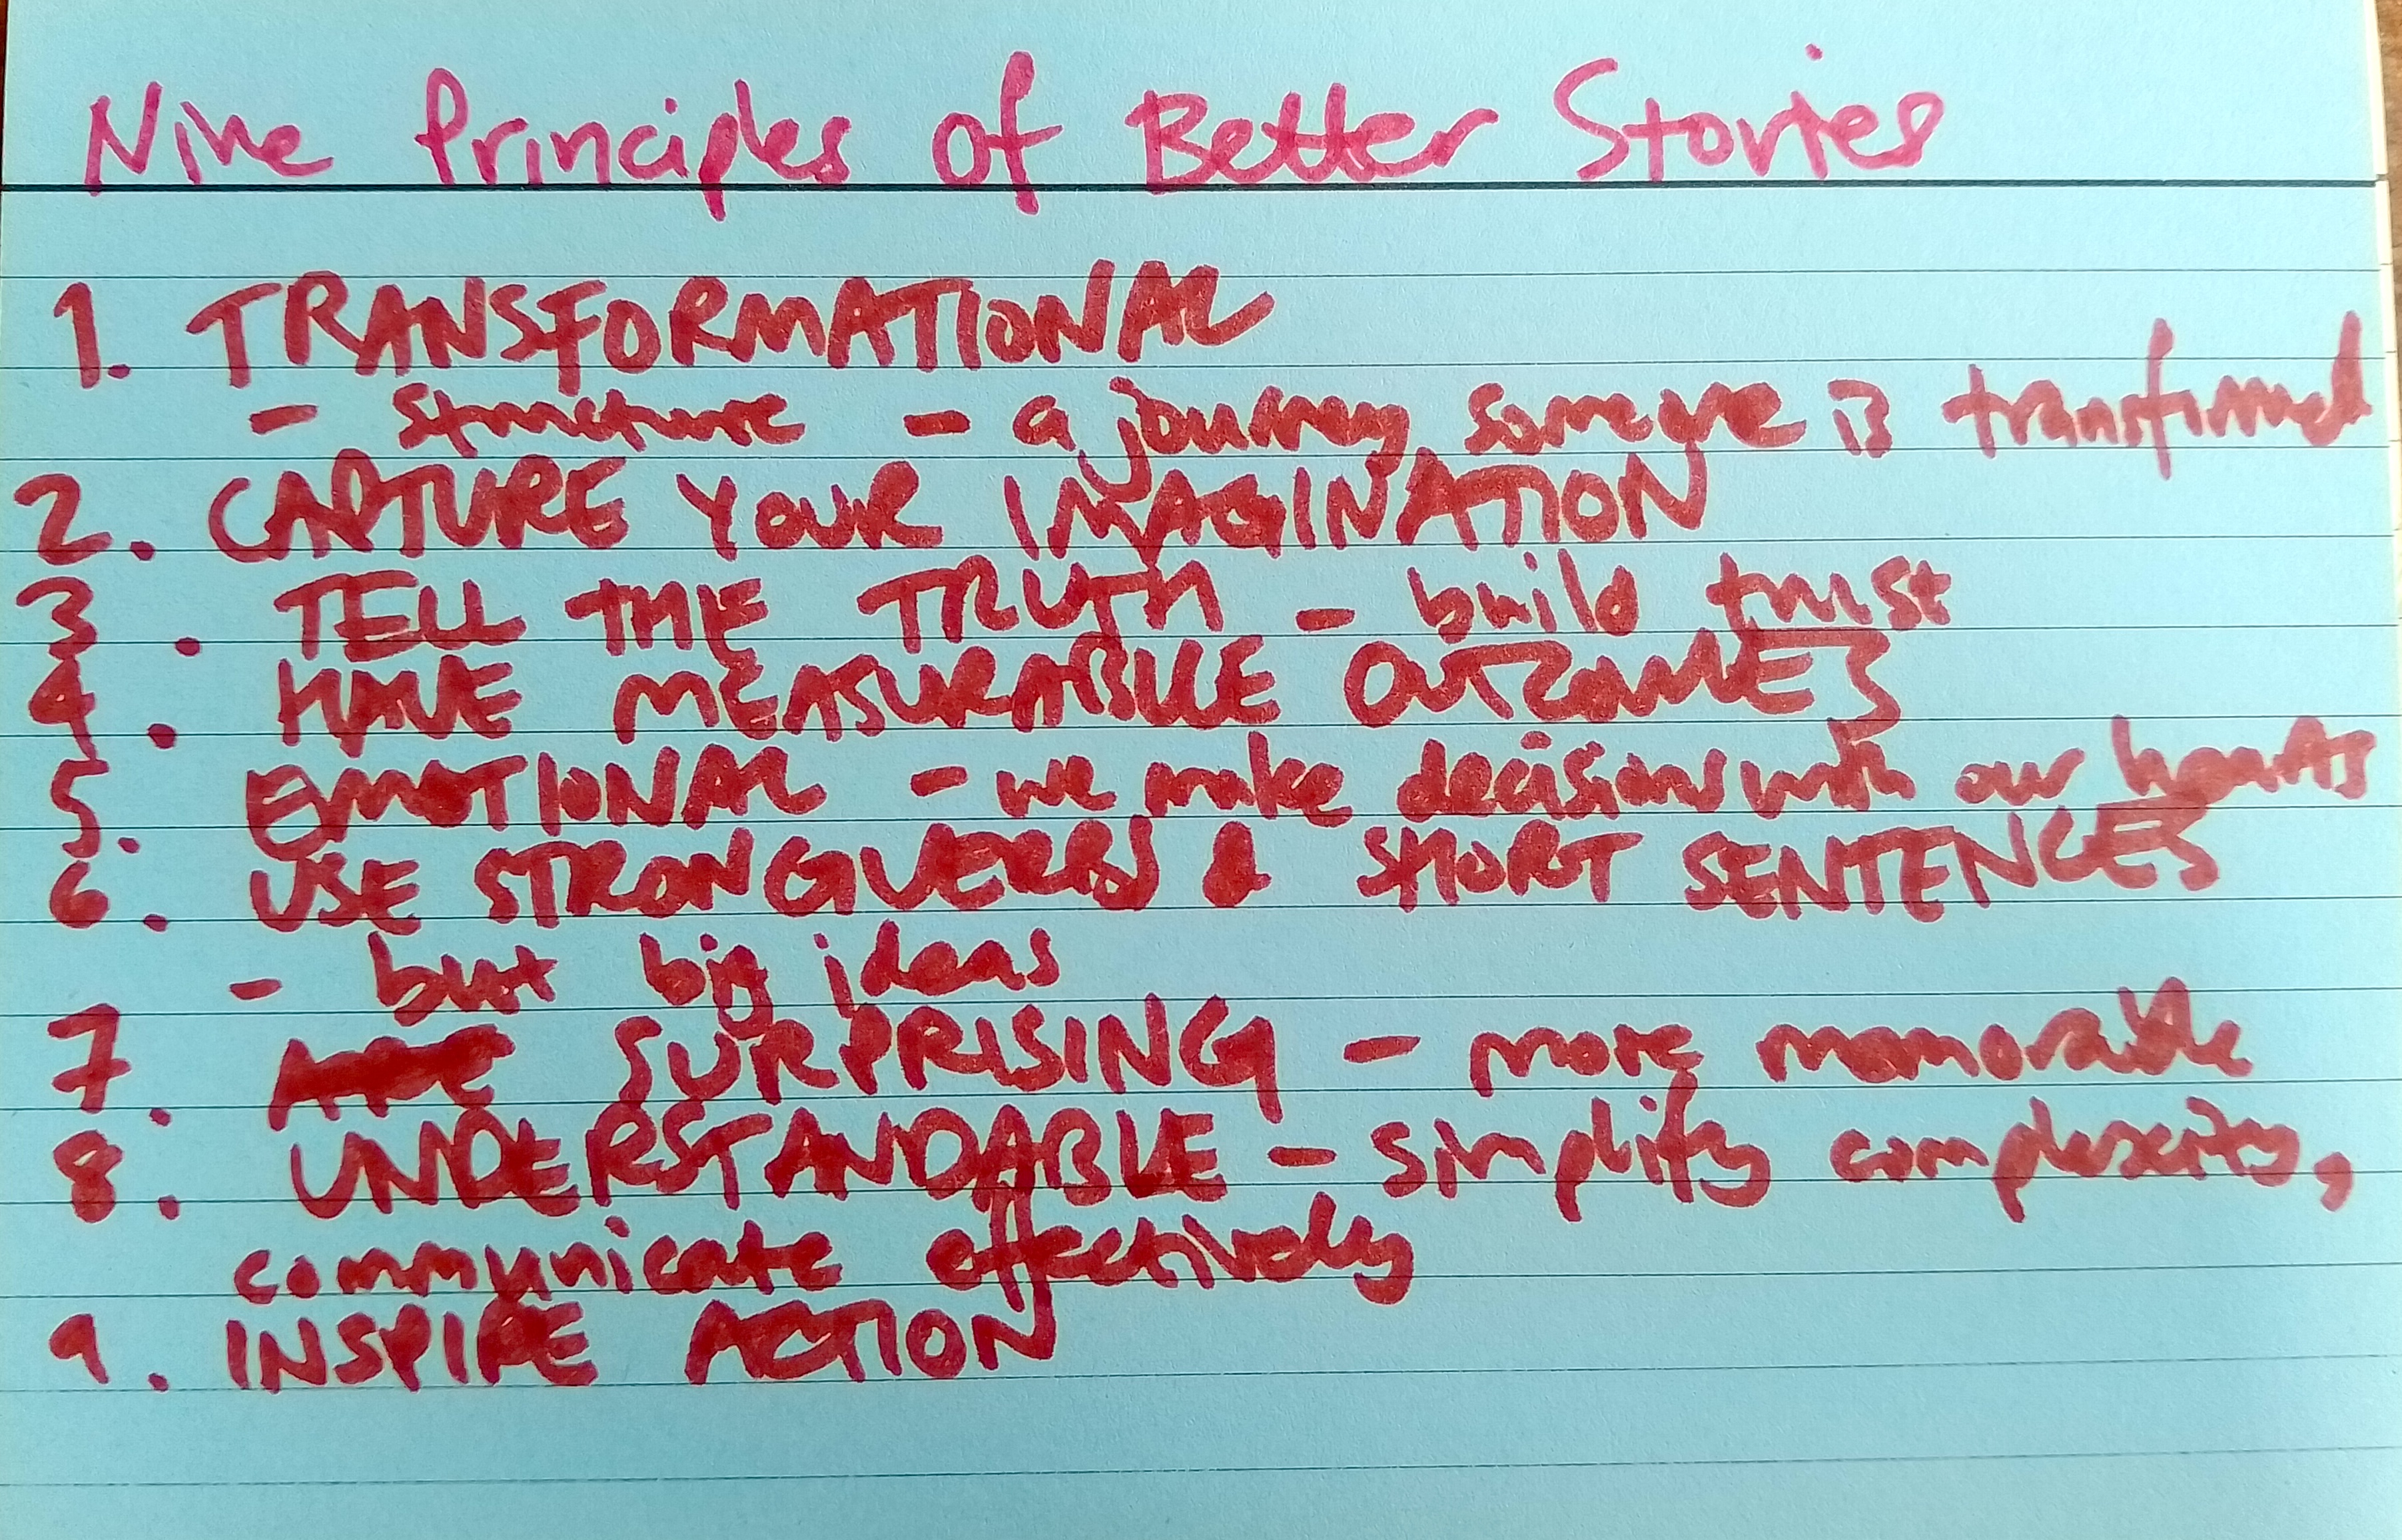 Nine Principles of Better Stories
1. TRANSFORMATIONAL
- structure - a journey someone is transformed
2. CAPTURE YOUR IMAGINATION
3. TELL THE TRUTH - build trust
4. HAVE MEASURABLE OUTCOMES
5. EMOTIONAL - we make decisions with our hearts
6. USE STRONG VERBS & SHORT SENTENCES
- but big ideas
7. SURPRISING - more memorable
8. UNDERSTANDABLE - simplify complexity,
communicate effectively
9. INSPIRE ACTION